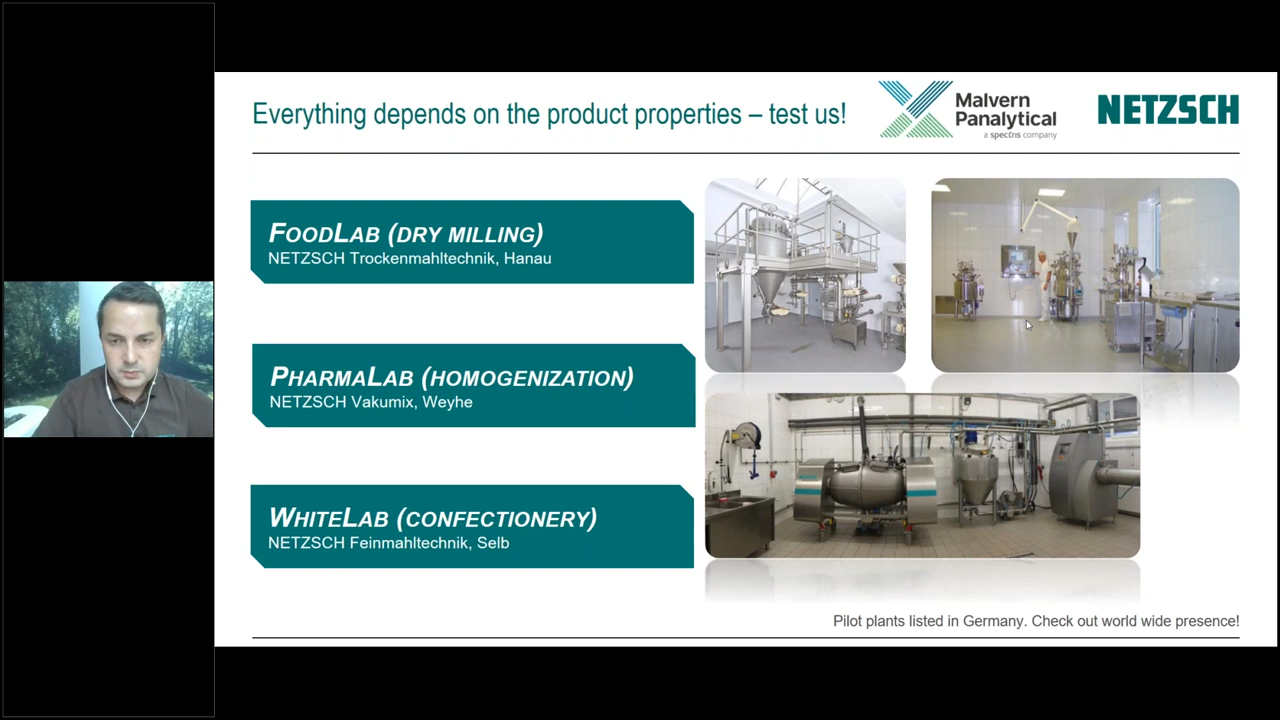 Everything depends on the product properties – test us!
Malvern
Panalytical
a spectris company
NETZSCH
FOODLAB (DRY MILLING)
NETZSCH Trockenmahltechnik, Hanau
PHARMALAB (HOMOGENIZATION)
NETZSCH Vakumix, Weyhe
WHITELAB (CONFECTIONERY)
NETZSCH Feinmahltechnik, Selb
Pilot plants listed in Germany. Check out world wide presence!